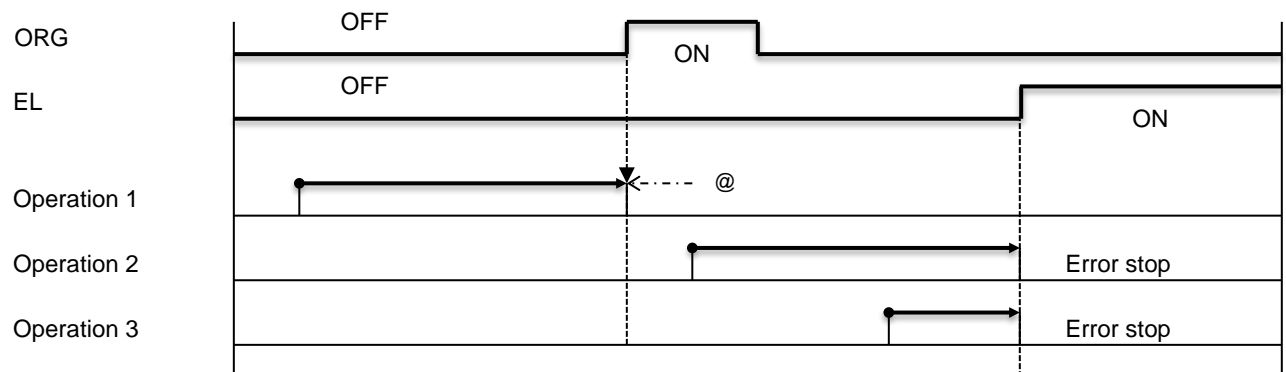 OFF
ORG
ON
OFF
EL
ON
@
Operation 1
Operation 2 Error stop
Operation 3 Error stop